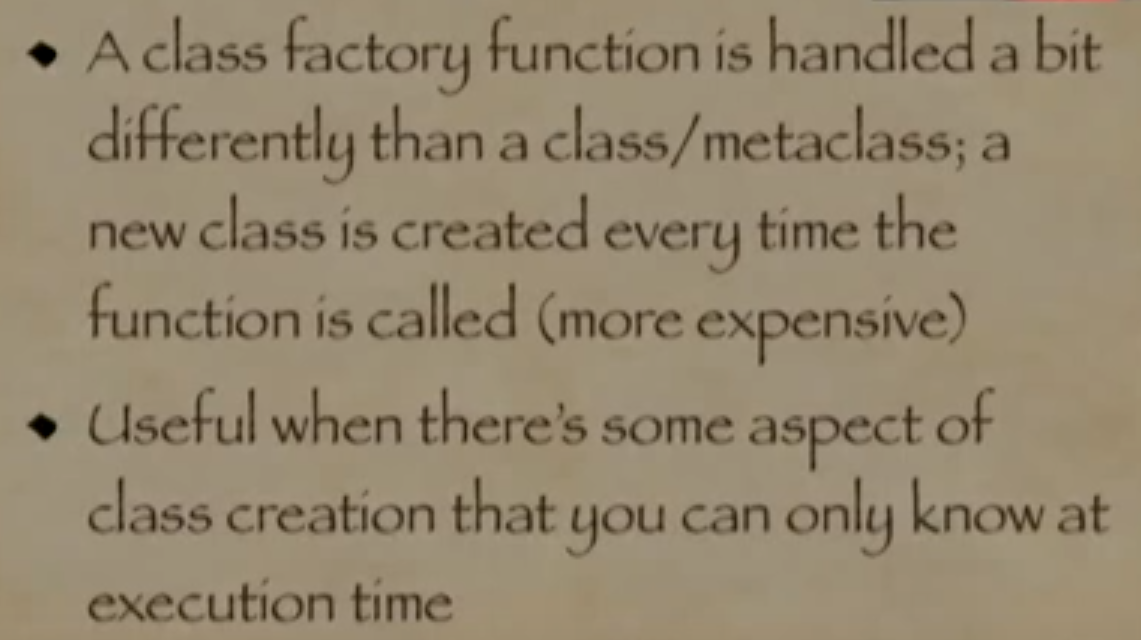 ◆ A class factory function is handled a bit
differently than a class/metaclass; a
new class is created every time the
function is called (more expensive)
◆ Useful when there's some aspect of
class creation that you can only know at
execution time